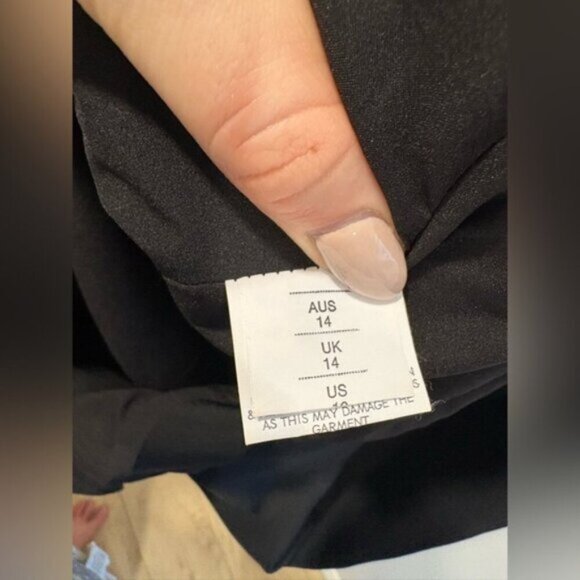 AUS
14
UK
14
US
&
S
AS THIS MAY DAMAGE THE
GARMENT